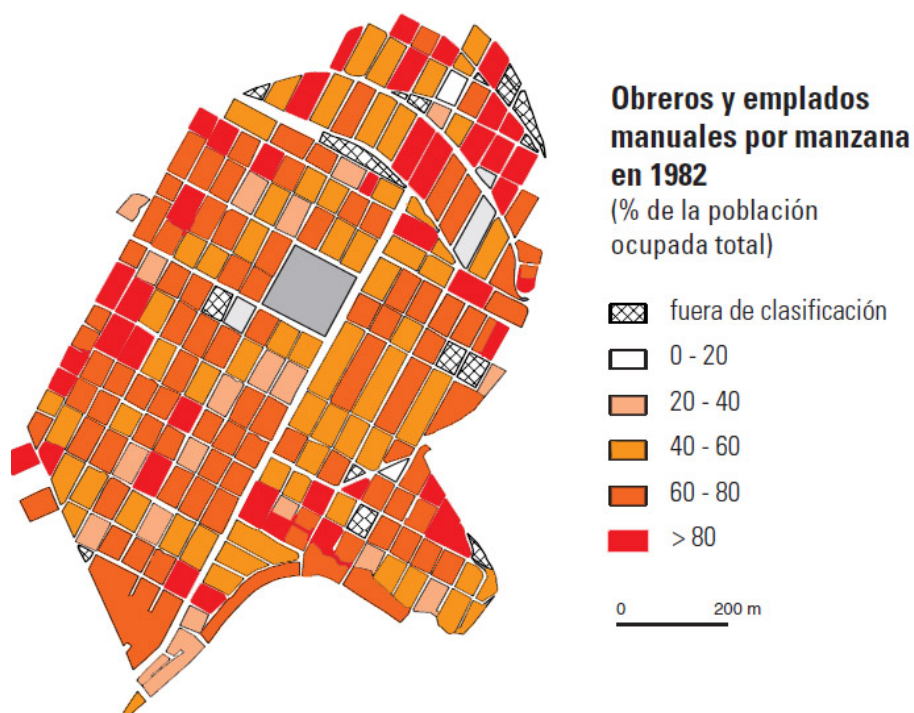 Obreros y emplados
manuales por manzana
en 1982
(% de la población
ocupada total)
fuera de clasificación
0 - 20
20 - 40
40 - 60
60 - 80
> 80
0 200 m